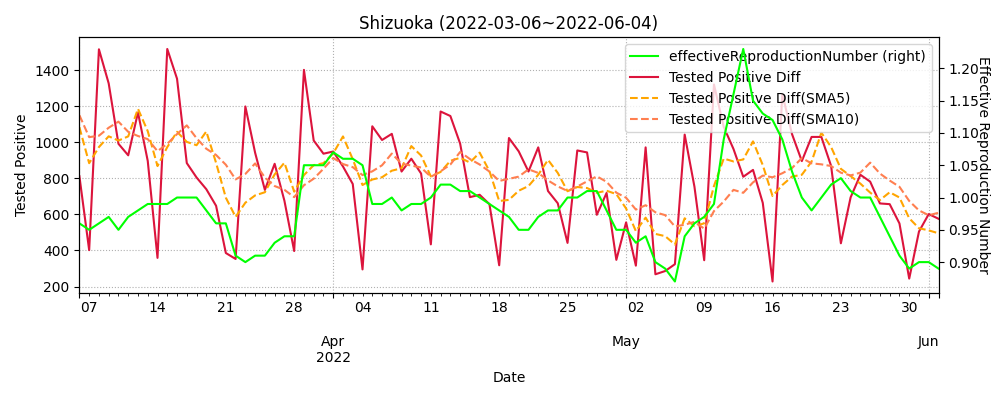 Shizuoka (2022-03-06~2022-06-04)
effectiveReproductionNumber (right)
Tested Positive Diff
Tested Positive Diff(SMA5)
Tested Positive Diff(SMA10)
Tested Positive
1400
1200
1000
800
600
400
200
1.20
1.15
1.10
1.05
1.00
0.95
0.90
Effective Reproduction Number
07 14 21 28 04 11 18 25 02 09 16 23 30
Apr May Jun
2022
Date